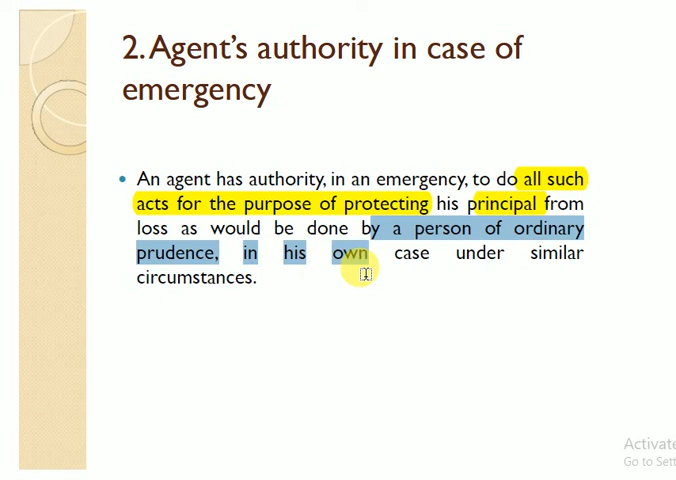 2. Agent's authority in case of
emergency
• An agent has authority, in an emergency, to do all such
acts for the purpose of protecting his principal from
loss as would be done by a person of ordinary
prudence, in his own case under similar
circumstances.
Activate
Go to Sett